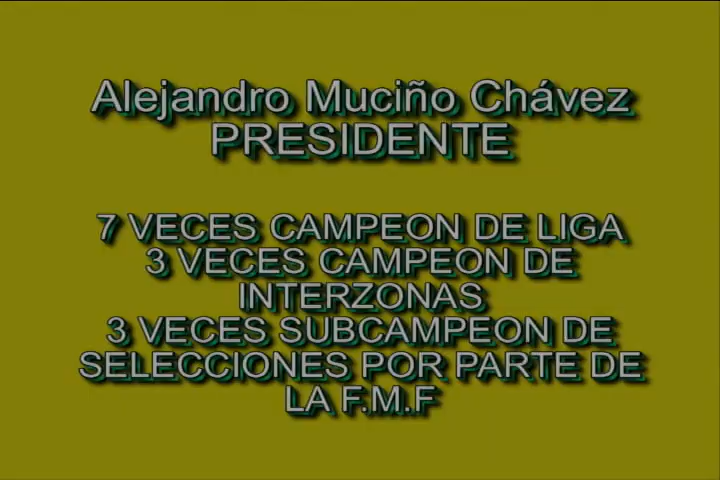 Alejandro Muciño Chávez
PRESIDENTE
7 VECES CAMPEON DE LIGA
3 VECES CAMPEON DE
INTERZONAS
3 VECES SUBCAMPEON DE
SELECCIONES POR PARTE DE
LA F.M.F